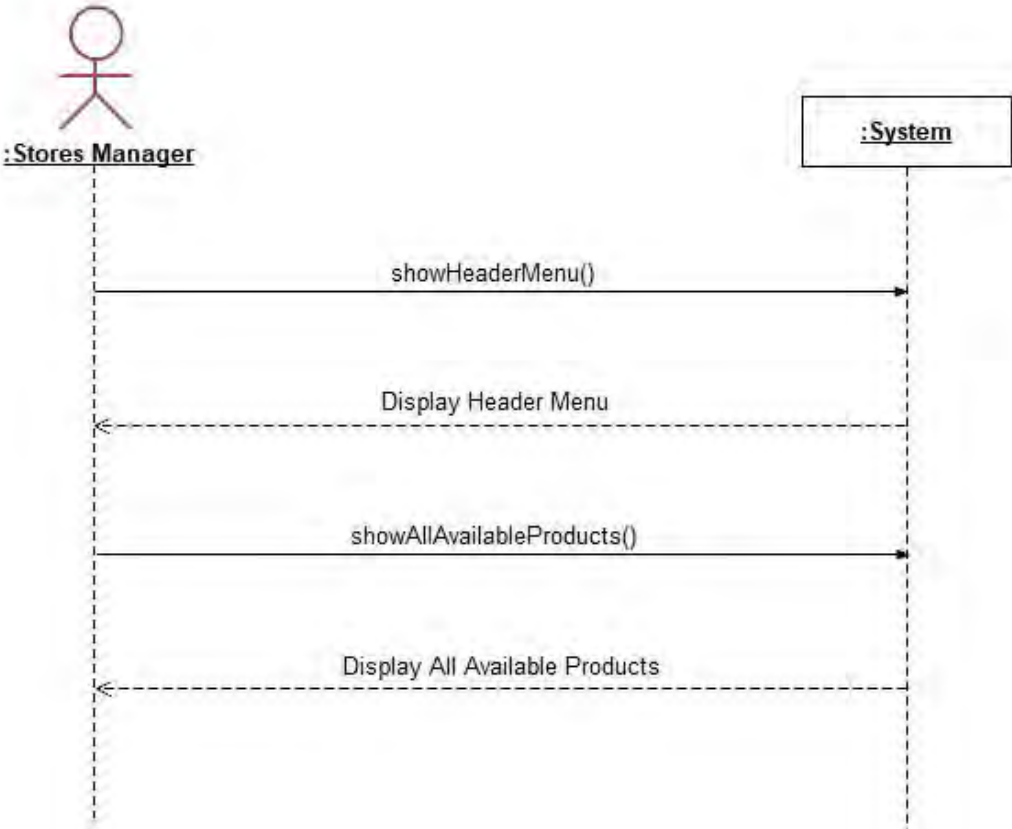 :Stores Manager
:System
showHeaderMenu()
Display Header Menu
showAllAvailableProducts()
Display All Available Products